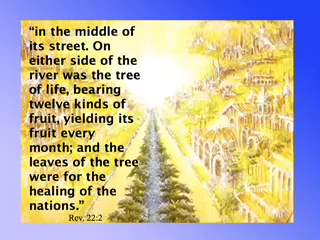 “in the middle of
its street. On
either side of the
river was the tree
of life, bearing
twelve kinds of
fruit, yielding its
fruit every
month; and the
leaves of the tree
were for the
healing of the
nations.”
Rev. 22:2